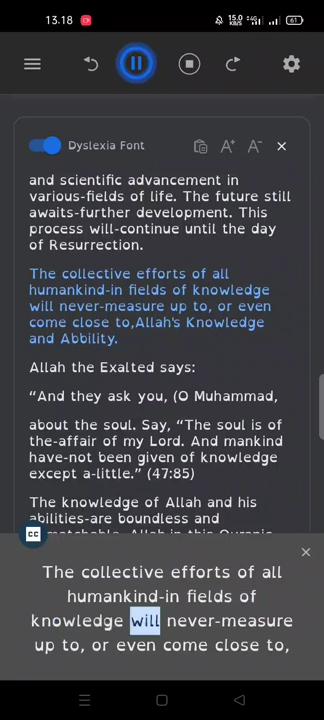 13.18
15.0 KB/S 4G 61
Dyslexia Font A+ A-
and scientific advancement in
various-fields of life. The future still
awaits-further development. This
process will-continue until the day
of Resurrection.
The collective efforts of all
humankind-in fields of knowledge
will never-measure up to, or even
come close to,Allah's Knowledge
and Abbility.
Allah the Exalted says:
“And they ask you, (O Muhammad,
about the soul. Say, “The soul is of
the-affair of my Lord. And mankind
have-not been given of knowledge
except a-little.” (47:85)
The knowledge of Allah and his
abilities-are boundless and
CC
The collective efforts of all
humankind-in fields of
knowledge will never-measure
up to, or even come close to,